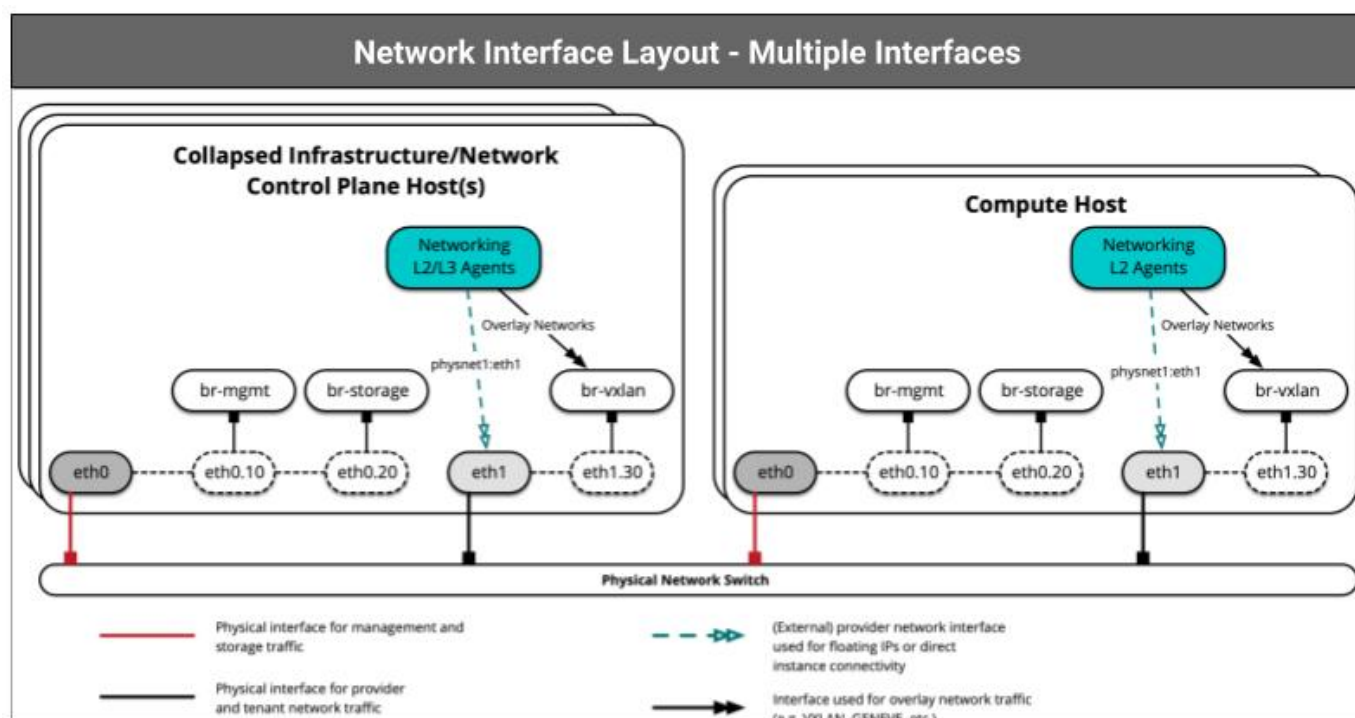 Network Interface Layout - Multiple Interfaces
Collapsed Infrastructure/Network
Control Plane Host(s)
Networking
L2/L3 Agents
Overlay Networks
physnet1:eth1
br-mgmt
br-storage
br-vxlan
eth0
eth0.10
eth0.20
eth1
eth1.30
Compute Host
Networking
L2 Agents
Overlay Networks
physnet1:eth1
br-mgmt
br-storage
br-vxlan
eth0
eth0.10
eth0.20
eth1
eth1.30
Physical Network Switch
Physical interface for management and
storage traffic
Physical interface for provider
and tenant network traffic
(External) provider network interface
used for floating IPs or direct
instance connectivity
Interface used for overlay network traffic
(e.g. VXLAN, GENEVE, etc.)